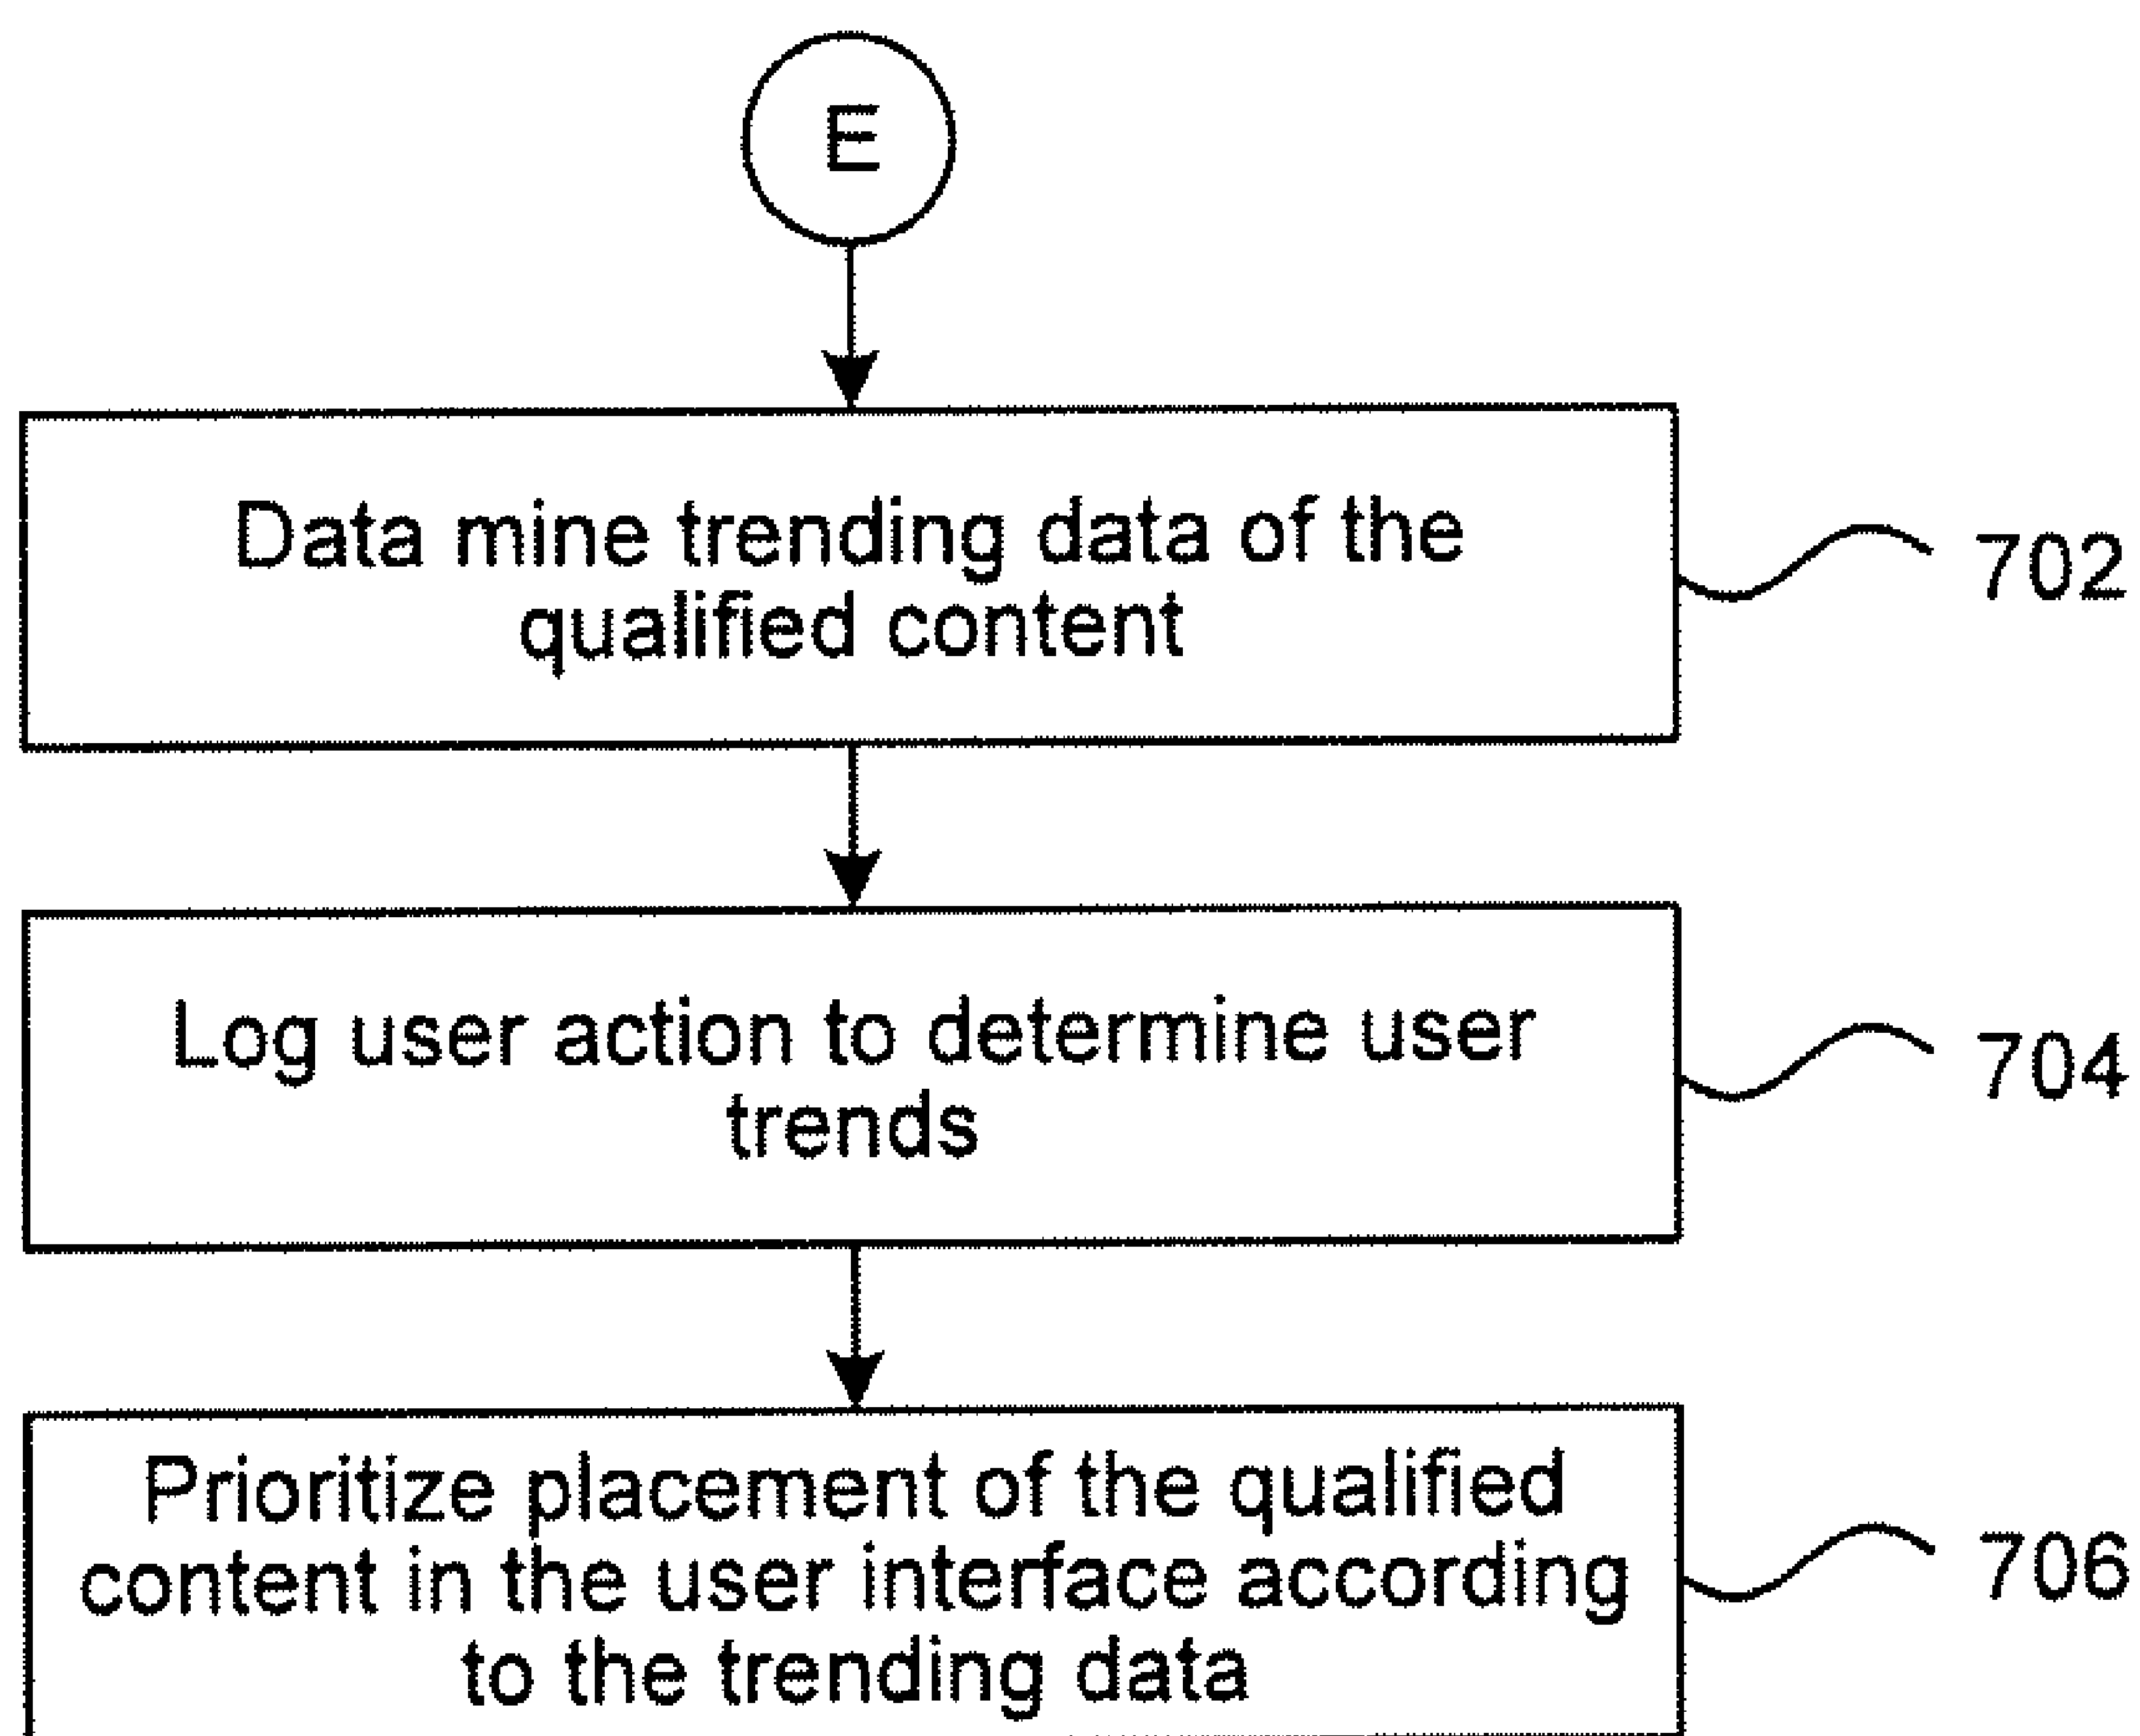 E
Data mine trending data of the
qualified content
702
Log user action to determine user
trends
704
Prioritize placement of the qualified
content in the user interface according
to the trending data
706